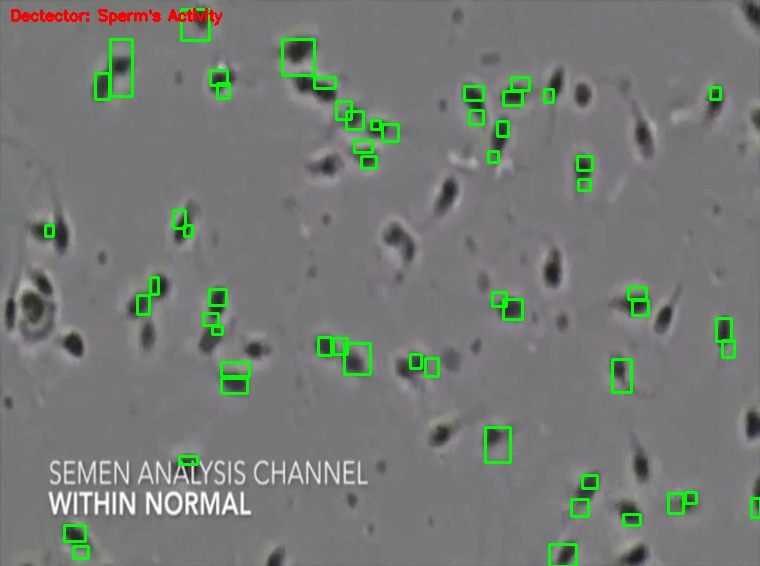 Dectector: Sperm's Activity
SEMEN ANALYSIS CHANNEL
WITHIN NORMAL